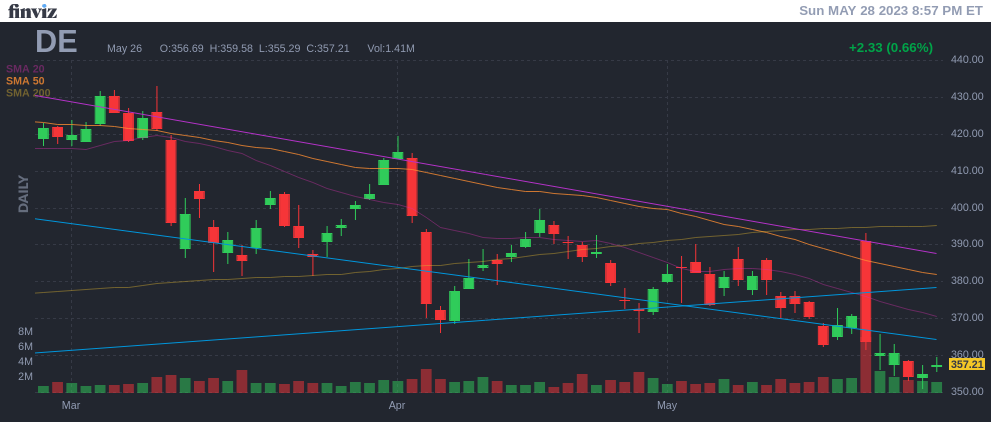 finviz
Sun MAY 28 2023 8:57 PM ET
DE
May 26 O:356.69 H:359.58 L:355.29 C:357.21 Vol:1.41M
+2.33 (0.66%)
SMA 20
SMA 50
SMA 200
DAILY
440.00
430.00
420.00
410.00
400.00
390.00
380.00
370.00
360.00
357.21
350.00
8M
6M
4M
2M
Mar
Apr
May